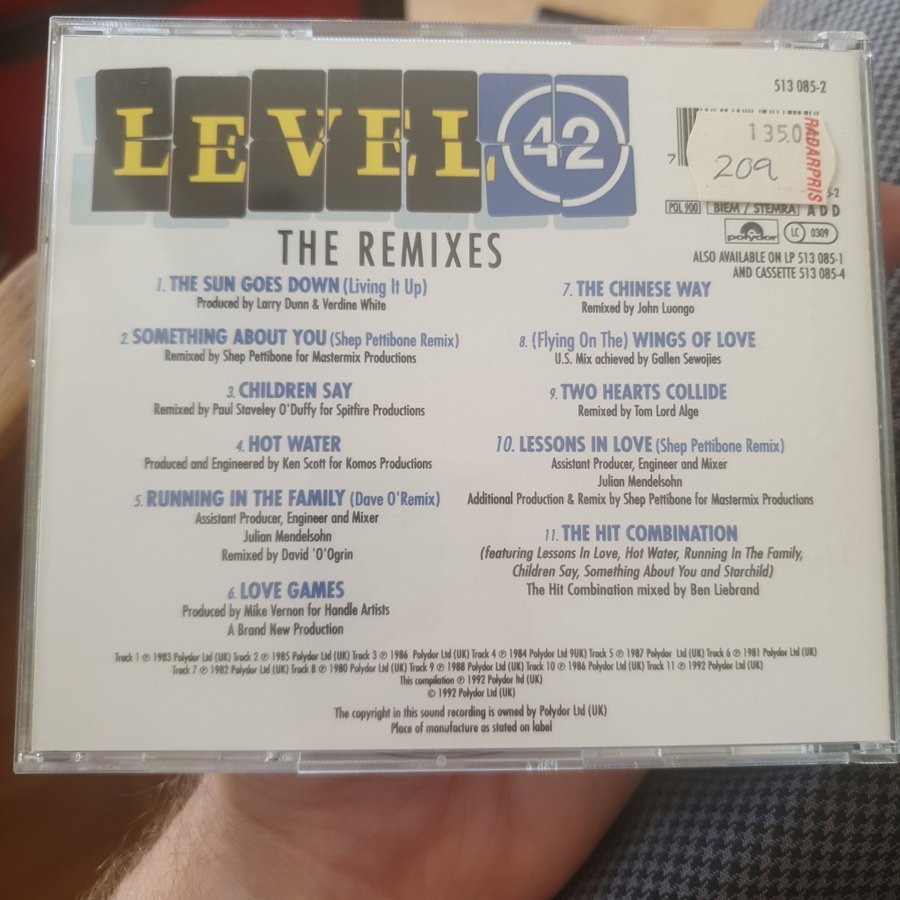 LEVEL 42
513 085-2
1350
RADARPRIS
209
7
5-2
POL 900 BIEM / STEMRA ADD
polydor LC 0309
ALSO AVAILABLE ON LP 513 085-1
AND CASSETTE 513 085-4
THE REMIXES
1. THE SUN GOES DOWN (Living It Up)
Produced by Larry Dunn & Verdine White
2. SOMETHING ABOUT YOU (Shep Pettibone Remix)
Remixed by Shep Pettibone for Mastermix Productions
3. CHILDREN SAY
Remixed by Paul Staveley O'Duffy for Spitfire Productions
4. HOT WATER
Produced and Engineered by Ken Scott for Komos Productions
5. RUNNING IN THE FAMILY (Dave O'Remix)
Assistant Producer, Engineer and Mixer
Julian Mendelsohn
Remixed by David 'O'Ogrin
6. LOVE GAMES
Produced by Mike Vernon for Handle Artists
A Brand New Production
7. THE CHINESE WAY
Remixed by John Luongo
8. (Flying On The) WINGS OF LOVE
U.S. Mix achieved by Gallen Sewojies
9. TWO HEARTS COLLIDE
Remixed by Tom Lord Alge
10. LESSONS IN LOVE (Shep Pettibone Remix)
Assistant Producer, Engineer and Mixer
Julian Mendelsohn
Additional Production & Remix by Shep Pettibone for Mastermix Productions
11. THE HIT COMBINATION
(featuring Lessons In Love, Hot Water, Running In The Family,
Children Say, Something About You and Starchild)
The Hit Combination mixed by Ben Liebrand
Track 1 ℗ 1983 Polydor Ltd (UK) Track 2 ℗ 1985 Polydor Ltd (UK) Track 3 ℗ 1986 Polydor Ltd (UK) Track 4 ℗ 1984 Polydor Ltd 9UK) Track 5 ℗ 1987 Polydor Ltd (UK) Track 6 ℗ 1981 Polydor Ltd (UK)
Track 7 ℗ 1982 Polydor Ltd (UK) Track 8 ℗ 1980 Polydor Ltd (UK) Track 9 ℗ 1988 Polydor Ltd (UK) Track 10 ℗ 1986 Polydor Ltd (UK) Track 11 ℗ 1992 Polydor Ltd (UK)
This compilation ℗ 1992 Polydor ltd (UK)
© 1992 Polydor Ltd (UK)
The copyright in this sound recording is owned by Polydor Ltd (UK)
Place of manufacture as stated on label